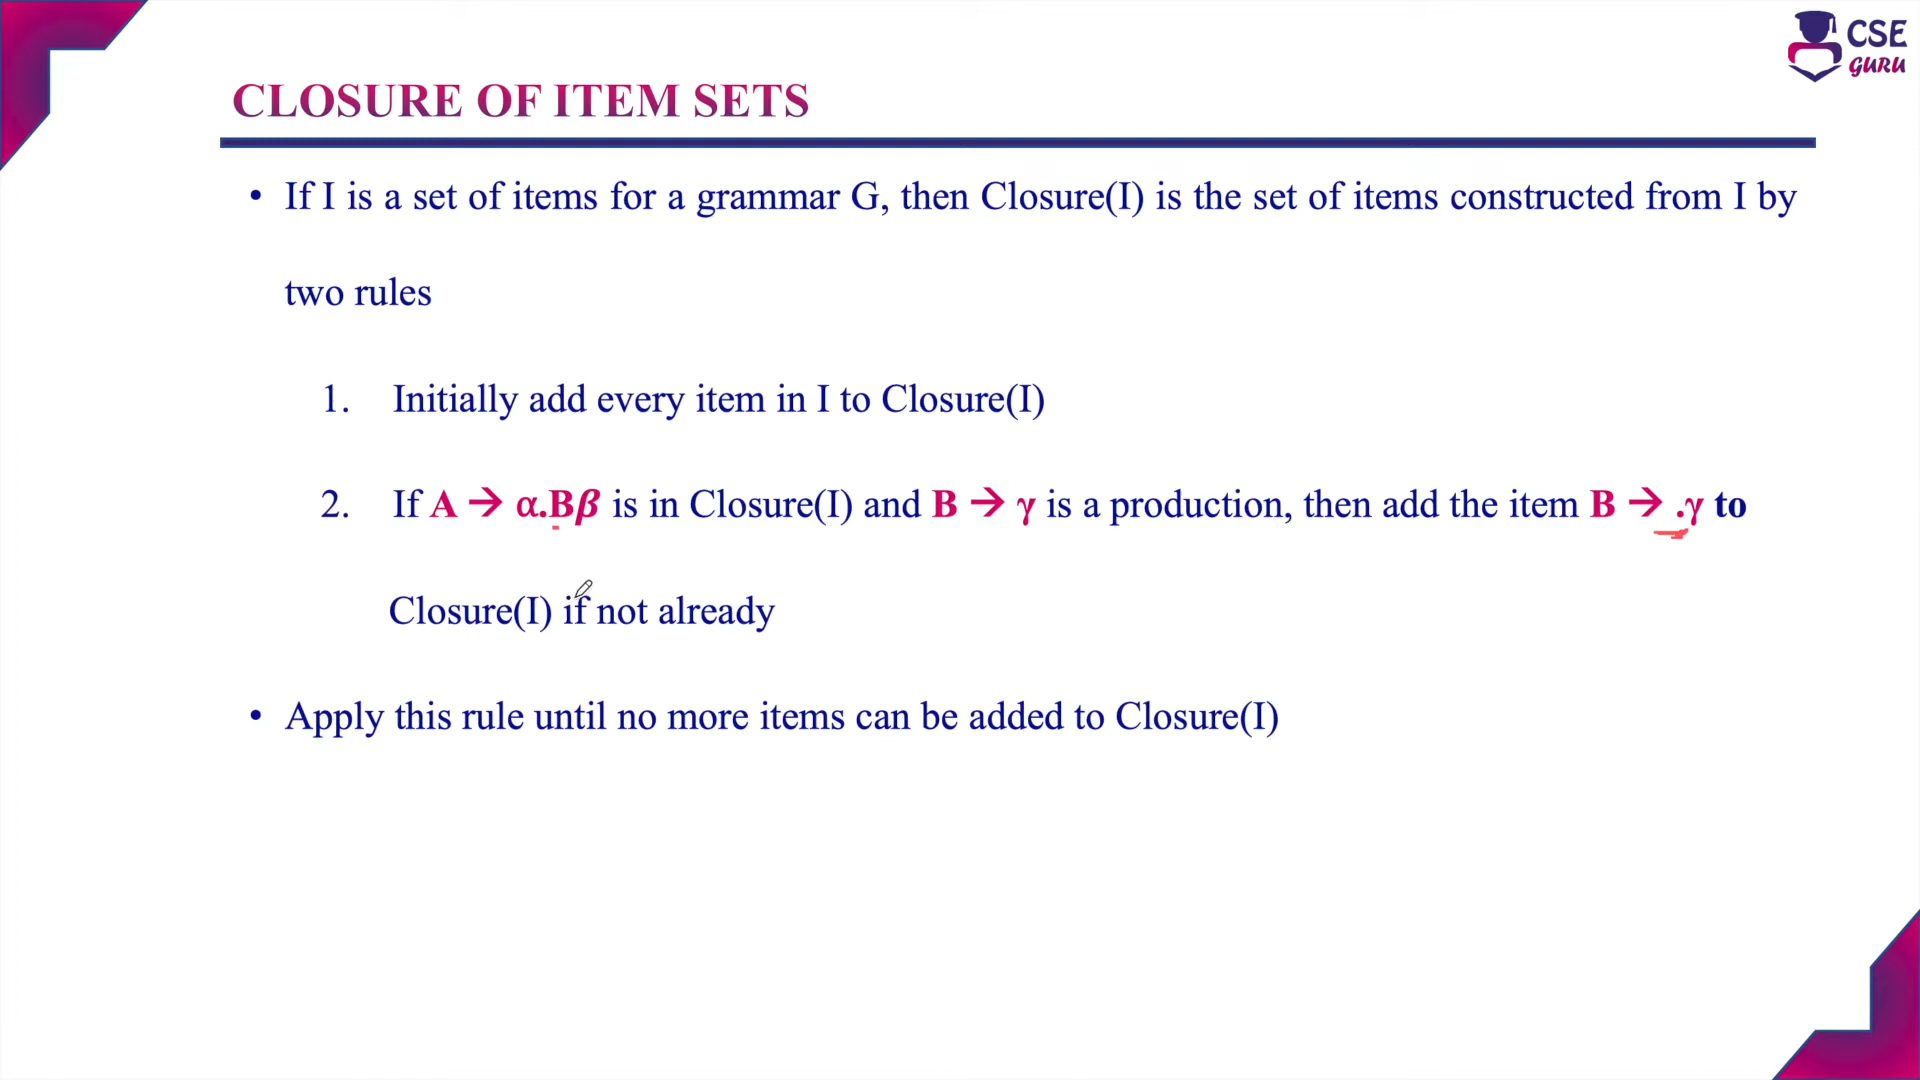 CSE
GURU
CLOSURE OF ITEM SETS
• If I is a set of items for a grammar G, then Closure(I) is the set of items constructed from I by
two rules
1. Initially add every item in I to Closure(I)
2. If A → α.Bβ is in Closure(I) and B → γ is a production, then add the item B → .γ to
Closure(I) if not already
• Apply this rule until no more items can be added to Closure(I)